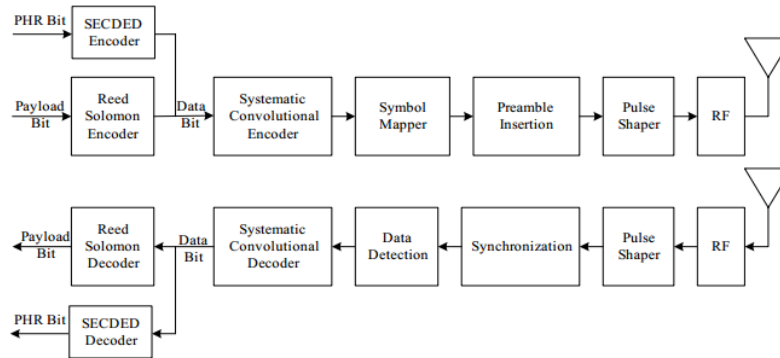 PHR Bit
SECDED
Encoder
Payload
Bit
Reed
Solomon
Encoder
Data
Bit
Systematic
Convolutional
Encoder
Symbol
Mapper
Preamble
Insertion
Pulse
Shaper
RF
Payload
Bit
Reed
Solomon
Decoder
Data
Bit
Systematic
Convolutional
Decoder
Data
Detection
Synchronization
Pulse
Shaper
RF
PHR Bit
SECDED
Decoder